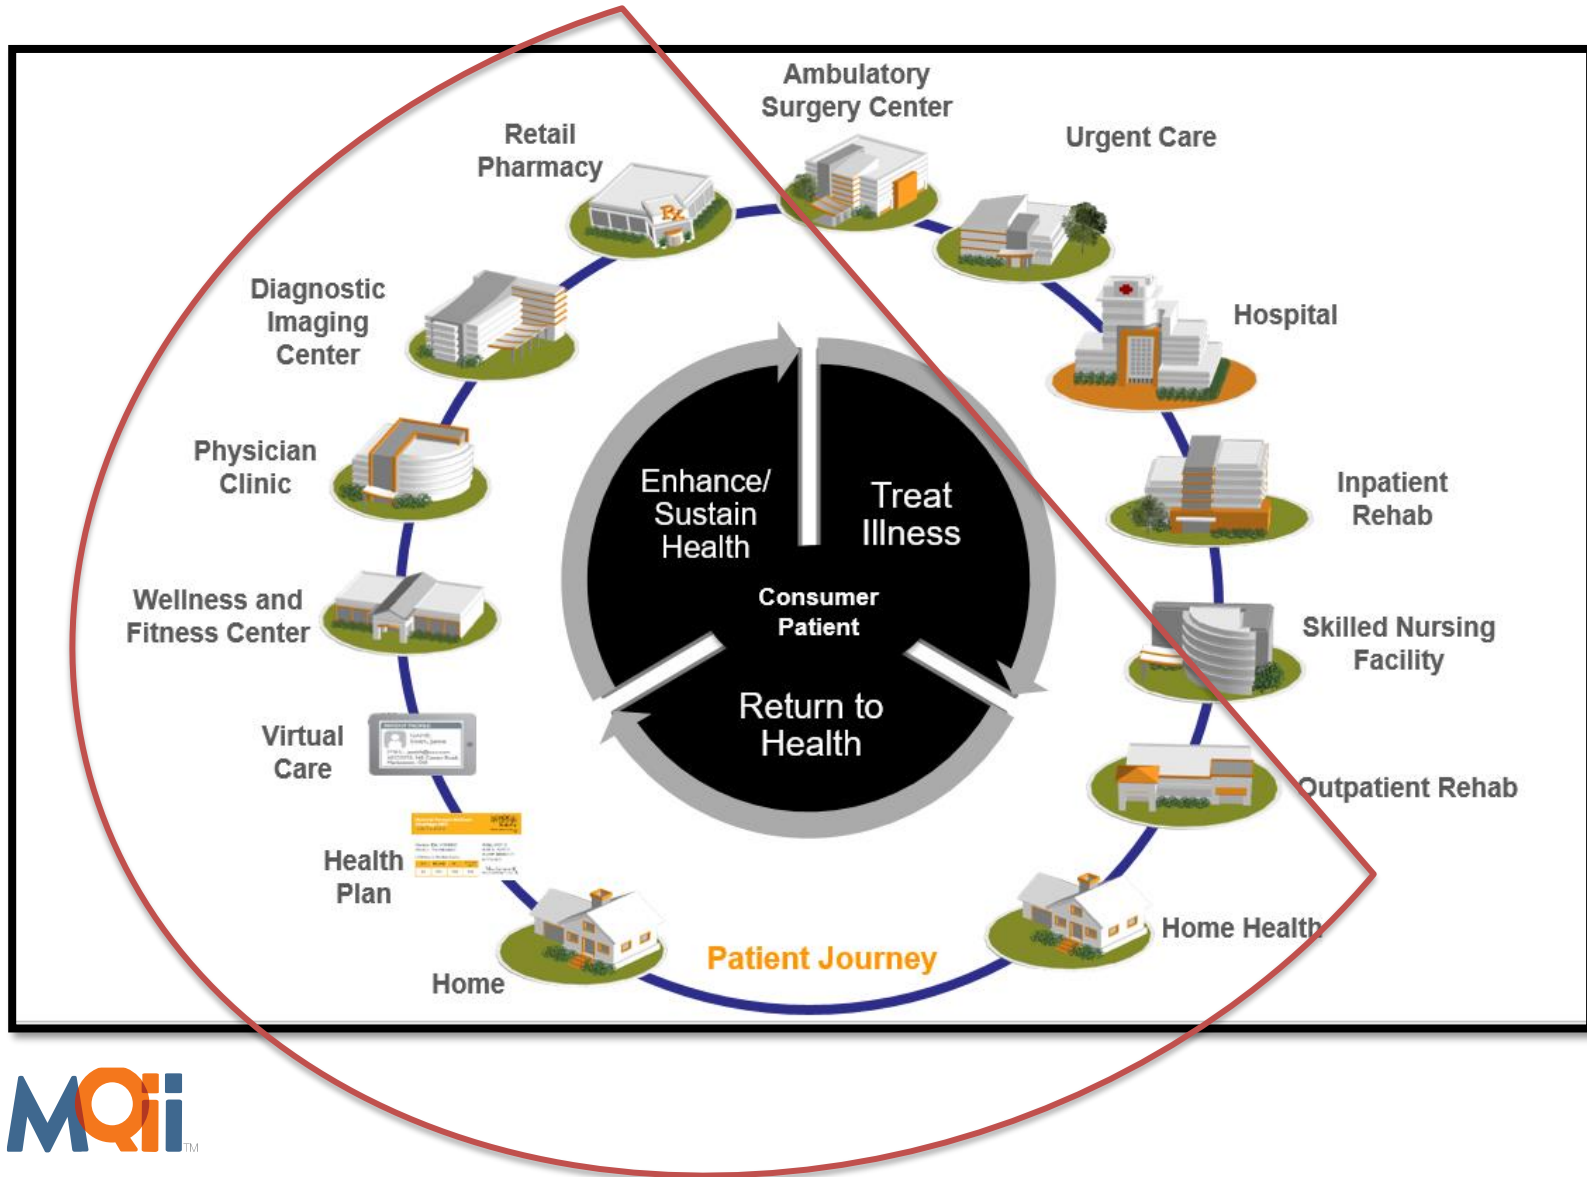 Ambulatory
Surgery Center
Urgent Care
Retail
Pharmacy
Rx
Diagnostic
Imaging
Center
Hospital
Physician
Clinic
Inpatient
Rehab
Enhance/
Sustain
Health
Treat
Illness
Consumer
Patient
Wellness and
Fitness Center
Skilled Nursing
Facility
Return to
Health
Virtual
Care
Outpatient Rehab
Health
Plan
Home Health
Patient Journey
Home
MQii
TM